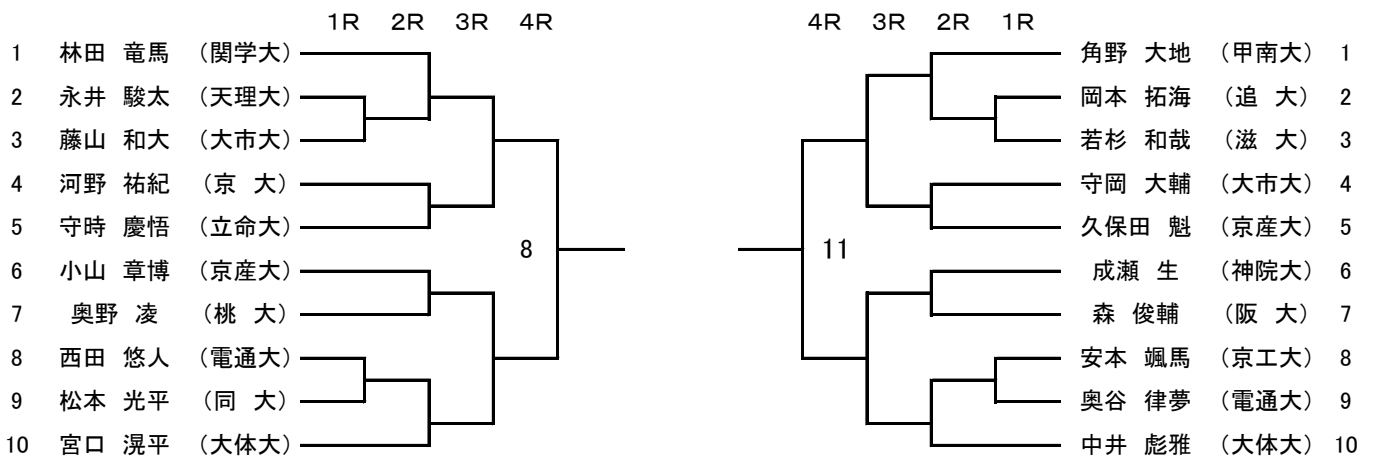 1R 2R 3R 4R
1 林田 竜馬 (関学大)
2 永井 駿太 (天理大)
3 藤山 和大 (大市大)
4 河野 祐紀 (京 大)
5 守時 慶悟 (立命大)
8
6 小山 章博 (京産大)
7 奥野 凌 (桃 大)
8 西田 悠人 (電通大)
9 松本 光平 (同 大)
10 宮口 滉平 (大体大)
4R 3R 2R 1R
角野 大地 (甲南大) 1
岡本 拓海 (追 大) 2
若杉 和哉 (滋 大) 3
守岡 大輔 (大市大) 4
久保田 魁 (京産大) 5
11
成瀬 生 (神院大) 6
森 俊輔 (阪 大) 7
安本 颯馬 (京工大) 8
奥谷 律夢 (電通大) 9
中井 彪雅 (大体大) 10